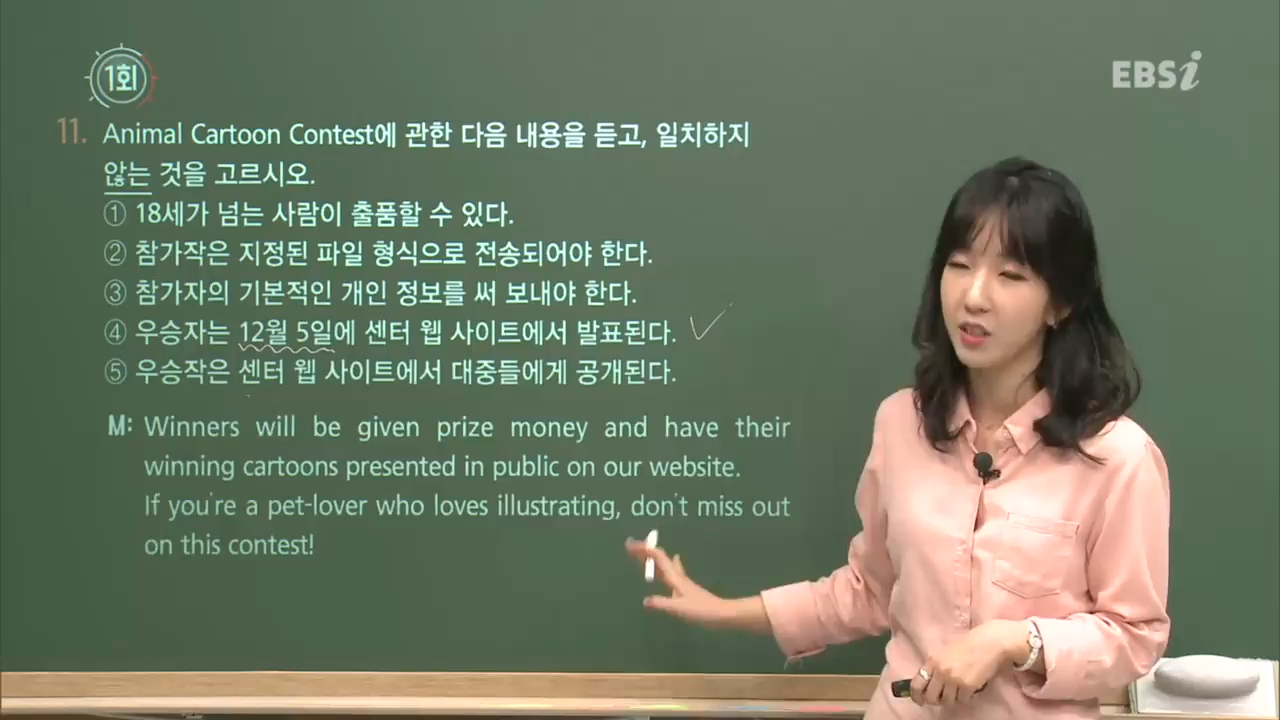 1회
EBSi
11. Animal Cartoon Contest에 관한 다음 내용을 듣고, 일치하지
않는 것을 고르시오.
① 18세가 넘는 사람이 출품할 수 있다.
② 참가작은 지정된 파일 형식으로 전송되어야 한다.
③ 참가자의 기본적인 개인 정보를 써 보내야 한다.
④ 우승자는 12월 5일에 센터 웹 사이트에서 발표된다.
⑤ 우승작은 센터 웹 사이트에서 대중들에게 공개된다.
M: Winners will be given prize money and have their
winning cartoons presented in public on our website.
If you're a pet-lover who loves illustrating, don't miss out
on this contest!